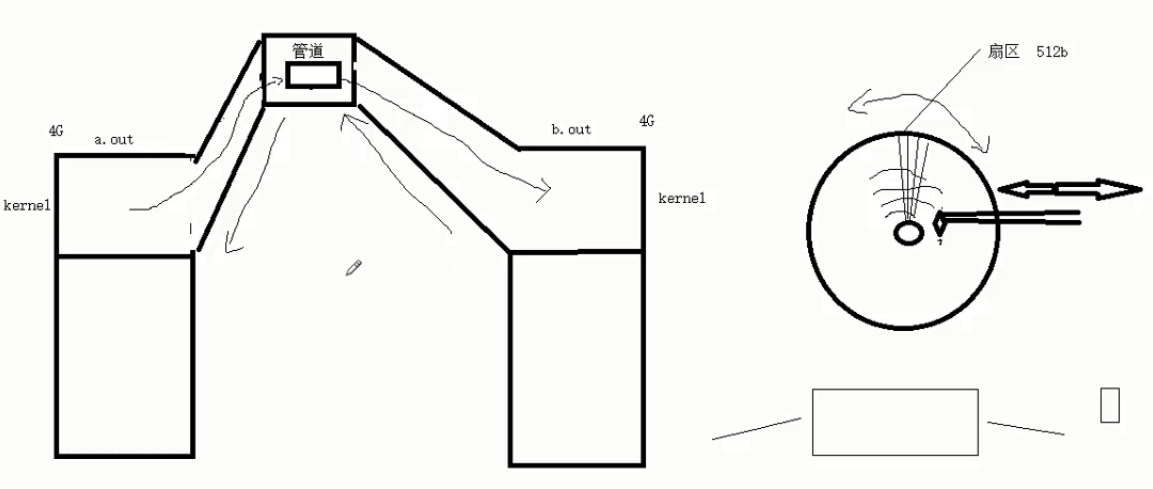 管道
扇区 512b
4G
a.out
b.out
4G
kernel
kernel